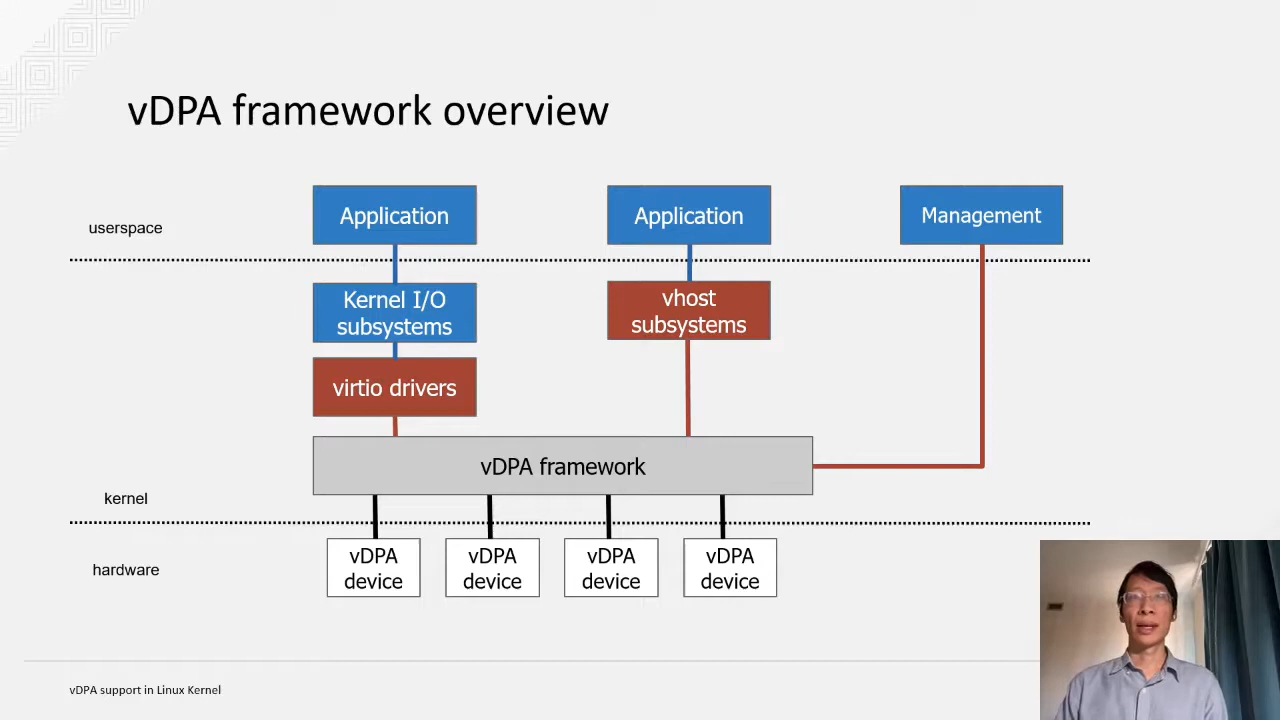 vDPA framework overview
Application
Application
Management
userspace
Kernel I/O
subsystems
vhost
subsystems
virtio drivers
vDPA framework
kernel
vDPA
device
vDPA
device
vDPA
device
vDPA
device
hardware
vDPA support in Linux Kernel